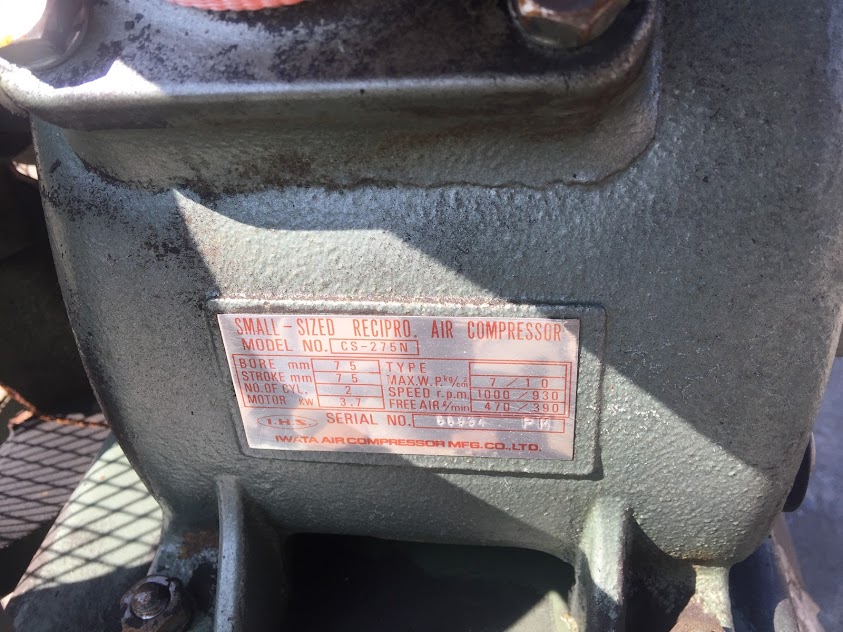 SMALL-SIZED RECIPRO. AIR COMPRESSOR
MODEL NO. CS-275N
BORE mm 75 TYPE
STROKE mm 75 MAX.W.P. kg/cm² 7/10
NO.OF CYL. 2 SPEED r.p.m. 1000/930
MOTOR KW 3.7 FREE AIR ℓ/min 470/390
I.H.S. SERIAL NO.
IWATA AIR COMPRESSOR MFG.CO.,LTD.